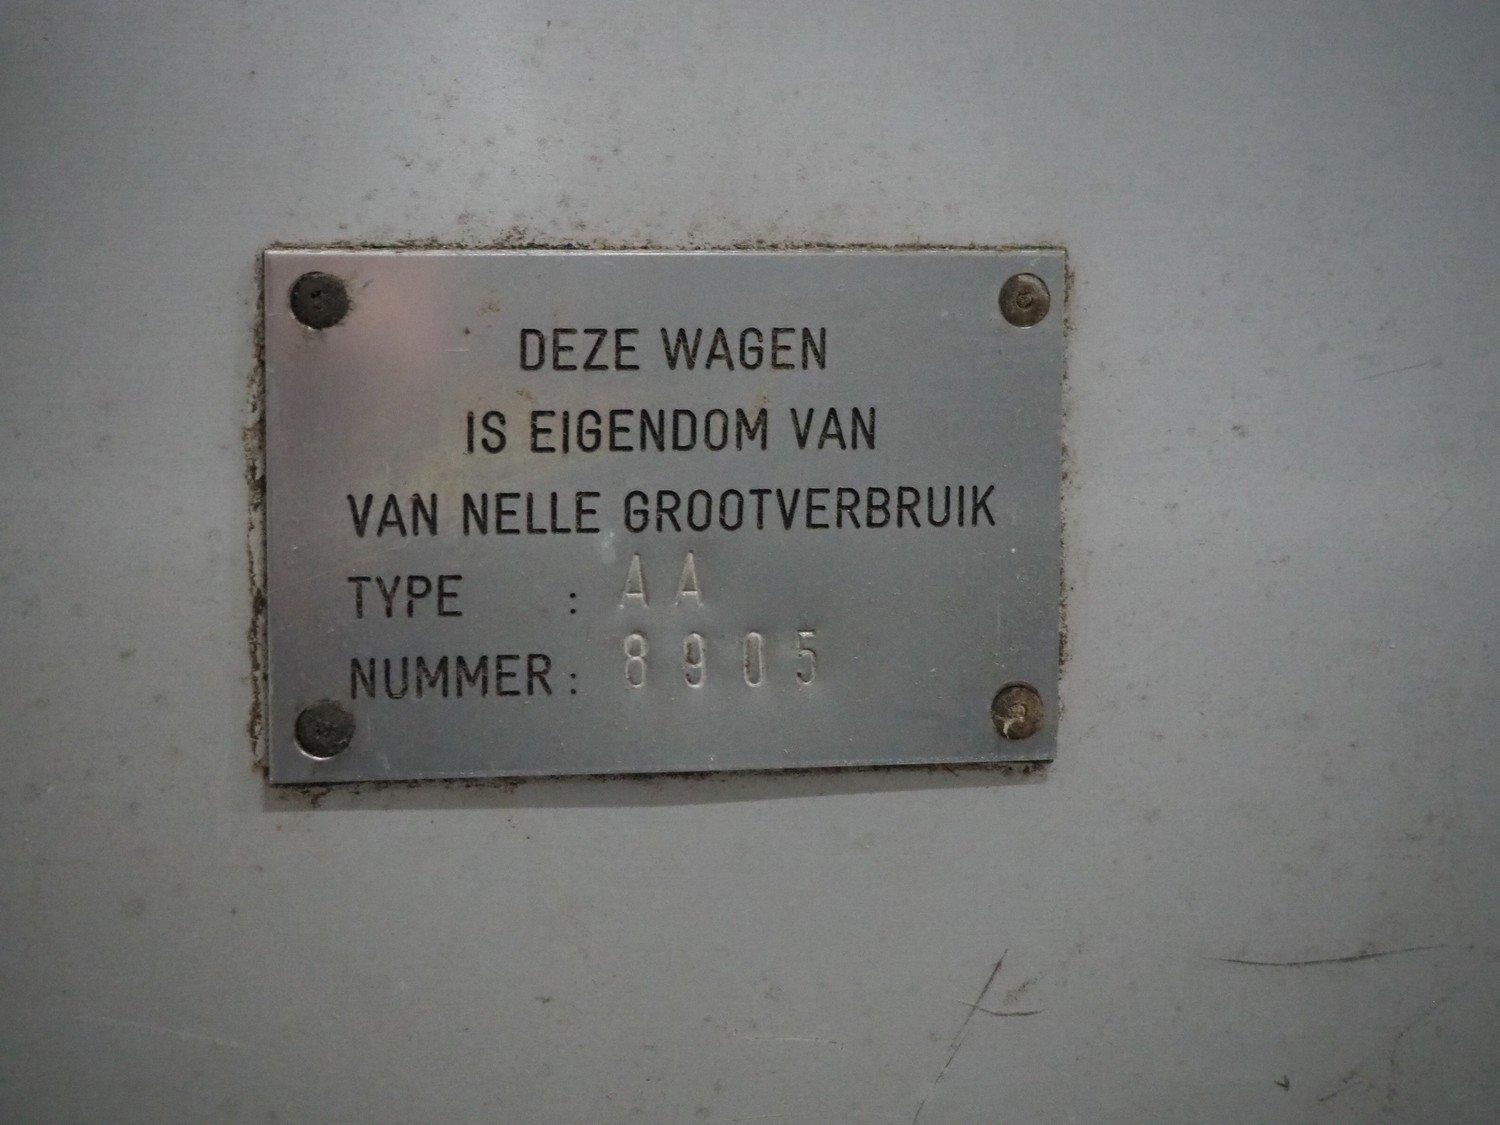 DEZE WAGEN
IS EIGENDOM VAN
VAN NELLE GROOTVERBRUIK
TYPE : AA
NUMMER : 8905